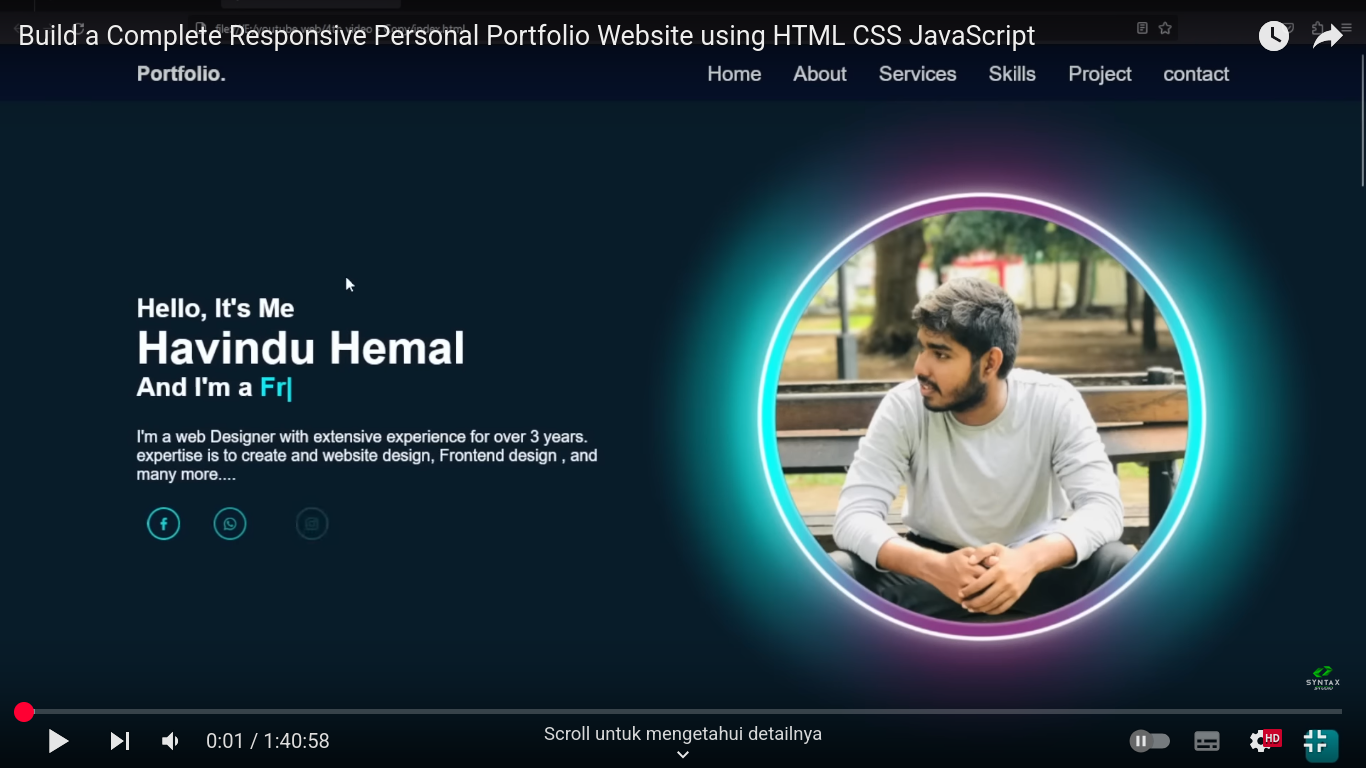 Build a Complete Responsive Personal Portfolio Website using HTML CSS JavaScript
Portfolio.
Home About Services Skills Project contact
Hello, It's Me
Havindu Hemal
And I'm a Fr|
I'm a web Designer with extensive experience for over 3 years.
expertise is to create and website design, Frontend design , and
many more....
SYNTAX
STUDIO
0:01 / 1:40:58
Scroll untuk mengetahui detailnya
HD